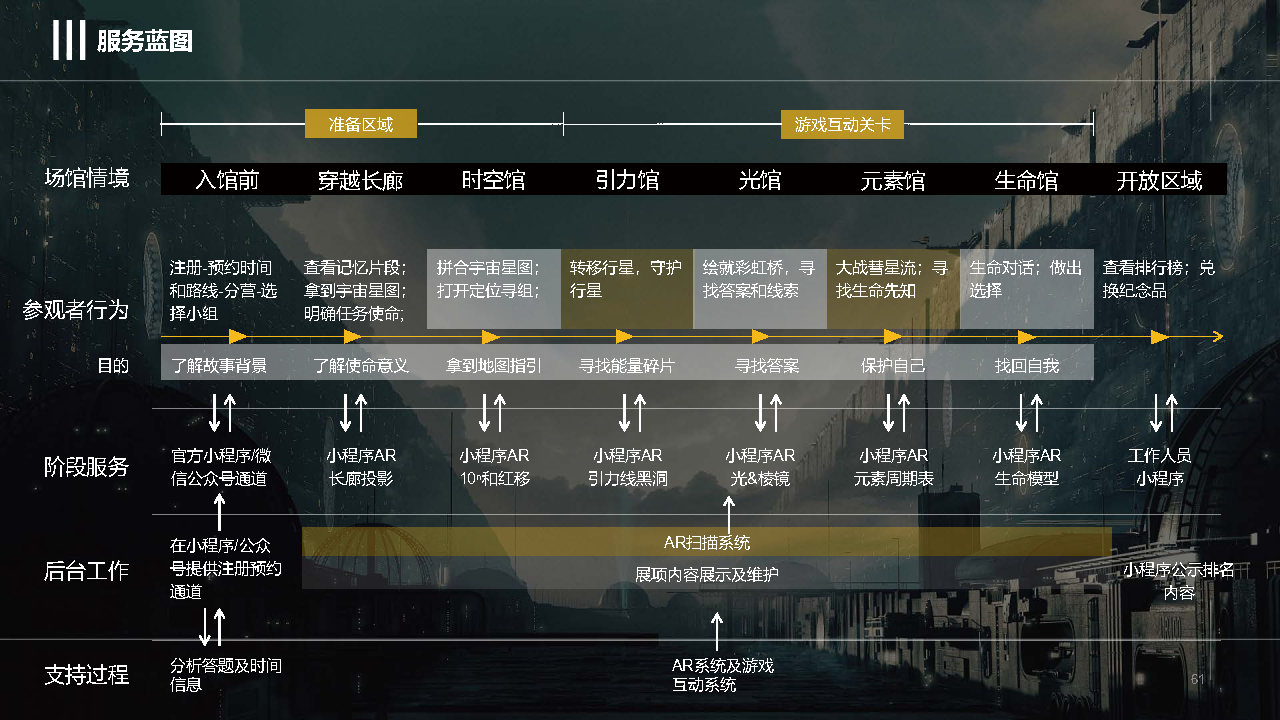 服务蓝图
准备区域
游戏互动关卡
场馆情境
入馆前
穿越长廊
时空馆
引力馆
光馆
元素馆
生命馆
开放区域
参观者行为
注册-预约时间
和路线-分营-选
择小组
查看记忆片段；
拿到宇宙星图；
明确任务使命；
拼合宇宙星图；
打开定位寻组；
转移行星，守护
行星
绘就彩虹桥，寻
找答案和线索
大战彗星流；寻
找生命先知
生命对话；做出
选择
查看排行榜；兑
换纪念品
目的
了解故事背景
了解使命意义
拿到地图指引
寻找能量碎片
寻找答案
保护自己
找回自我
阶段服务
官方小程序/微
信公众号通道
小程序AR
长廊投影
小程序AR
10ⁿ和红移
小程序AR
引力线黑洞
小程序AR
光&棱镜
小程序AR
元素周期表
小程序AR
生命模型
工作人员
小程序
后台工作
在小程序/公众
号提供注册预约
通道
AR扫描系统
展项内容展示及维护
小程序公示排名
内容
支持过程
分析答题及时间
信息
AR系统及游戏
互动系统
61